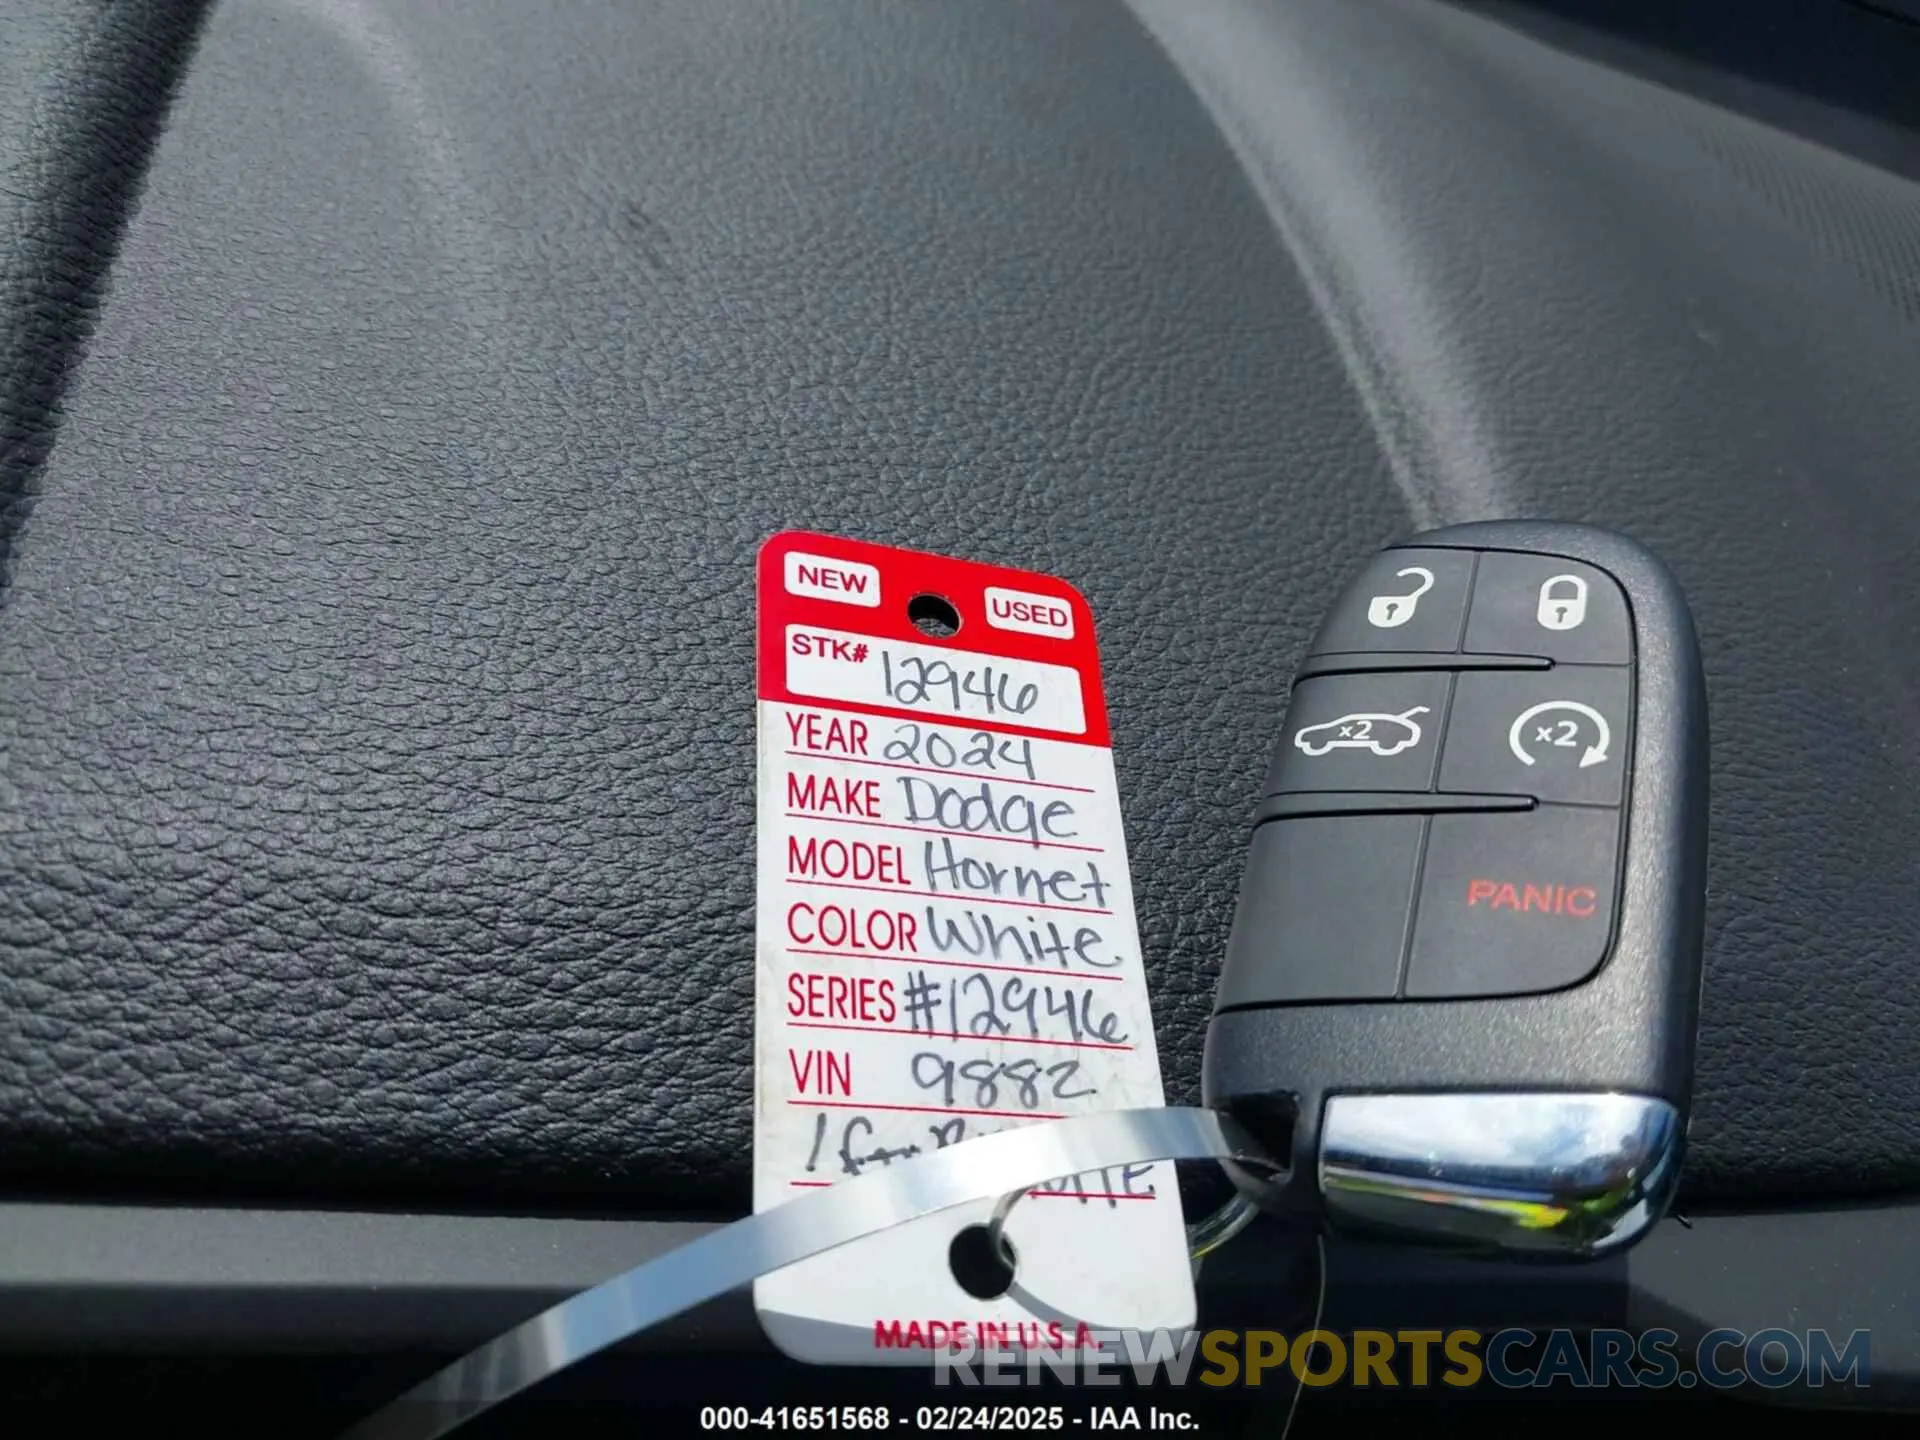 NEW USED
STK# 12946
YEAR 2024
MAKE Dodge
MODEL Hornet
COLOR White
SERIES #12946
VIN 9882
1
MADE IN U.S.A.
x2 x2
PANIC
RENEWSPORTSCARS.COM
000-41651568 - 02/24/2025 - IAA Inc.